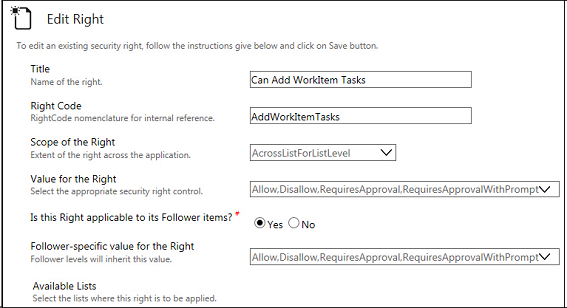 Edit Right
To edit an existing security right, follow the instructions give below and click on Save button.
Title
Name of the right.
Can Add WorkItem Tasks
Right Code
RightCode nomenclature for internal reference.
AddWorkItemTasks
Scope of the Right
Extent of the right across the application.
AcrossListForListLevel
Value for the Right
Select the appropriate security right control.
Allow,Disallow,RequiresApproval,RequiresApprovalWithPrompt
Is this Right applicable to its Follower items? *
Yes No
Follower-specific value for the Right
Follower levels will inherit this value.
Allow,Disallow,RequiresApproval,RequiresApprovalWithPrompt
Available Lists
Select the lists where this right is to be applied.